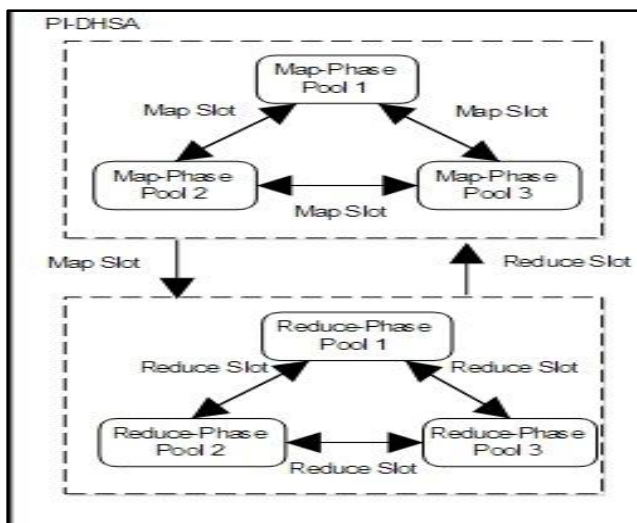 PI-DHSA
Map-Phase
Pool 1
Map Slot
Map Slot
Map-Phase
Pool 2
Map-Phase
Pool 3
Map Slot
Map Slot
Reduce Slot
Reduce-Phase
Pool 1
Reduce Slot
Reduce Slot
Reduce-Phase
Pool 2
Reduce-Phase
Pool 3
Reduce Slot